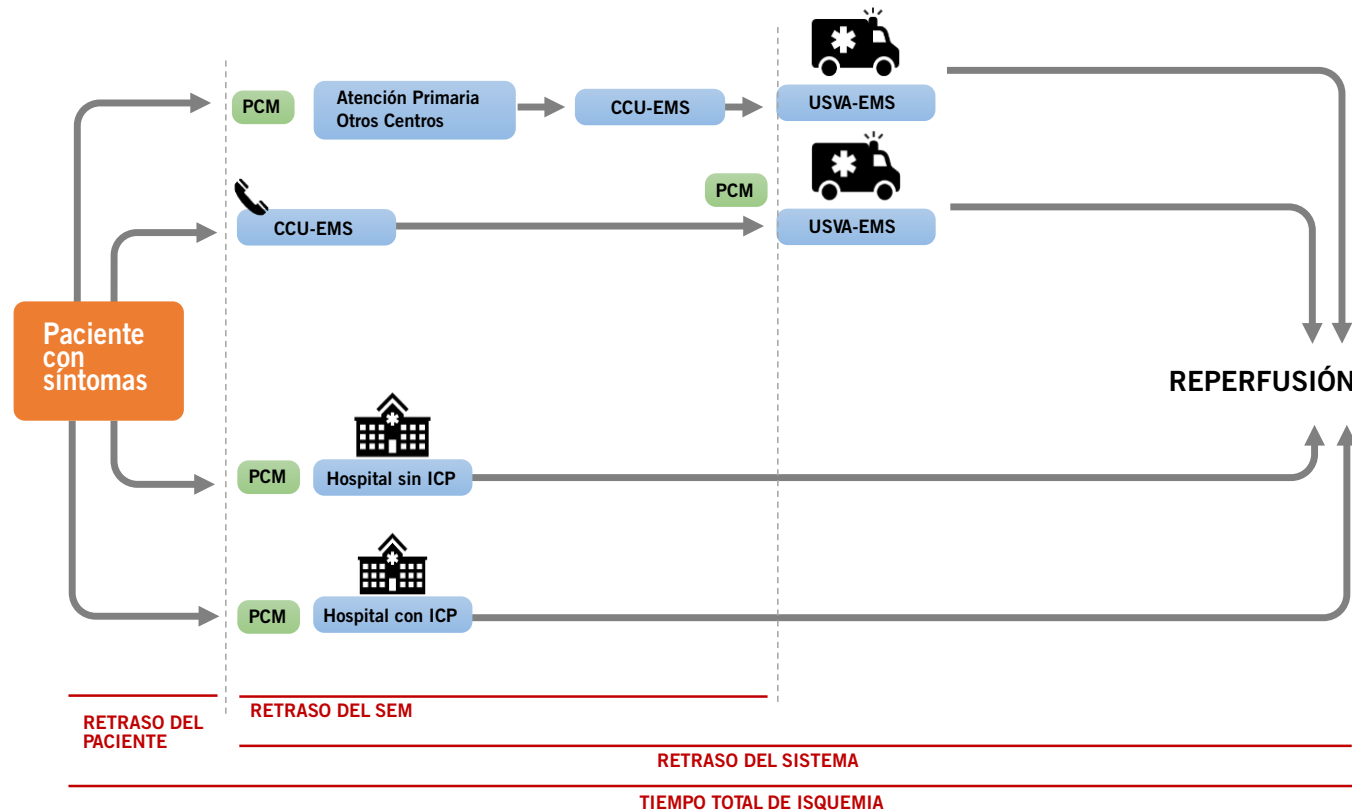 PCM
Atención Primaria
Otros Centros
CCU-EMS
USVA-EMS
CCU-EMS
PCM
USVA-EMS
Paciente
con
síntomas
REPERFUSIÓN
PCM
Hospital sin ICP
PCM
Hospital con ICP
RETRASO DEL
PACIENTE
RETRASO DEL SEM
RETRASO DEL SISTEMA
TIEMPO TOTAL DE ISQUEMIA